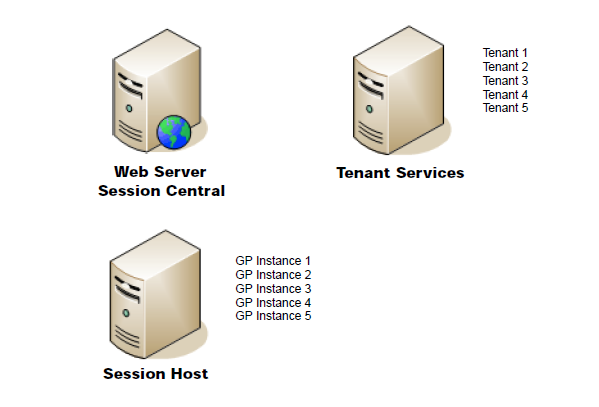 Web Server
Session Central
Tenant Services
Tenant 1
Tenant 2
Tenant 3
Tenant 4
Tenant 5
Session Host
GP Instance 1
GP Instance 2
GP Instance 3
GP Instance 4
GP Instance 5